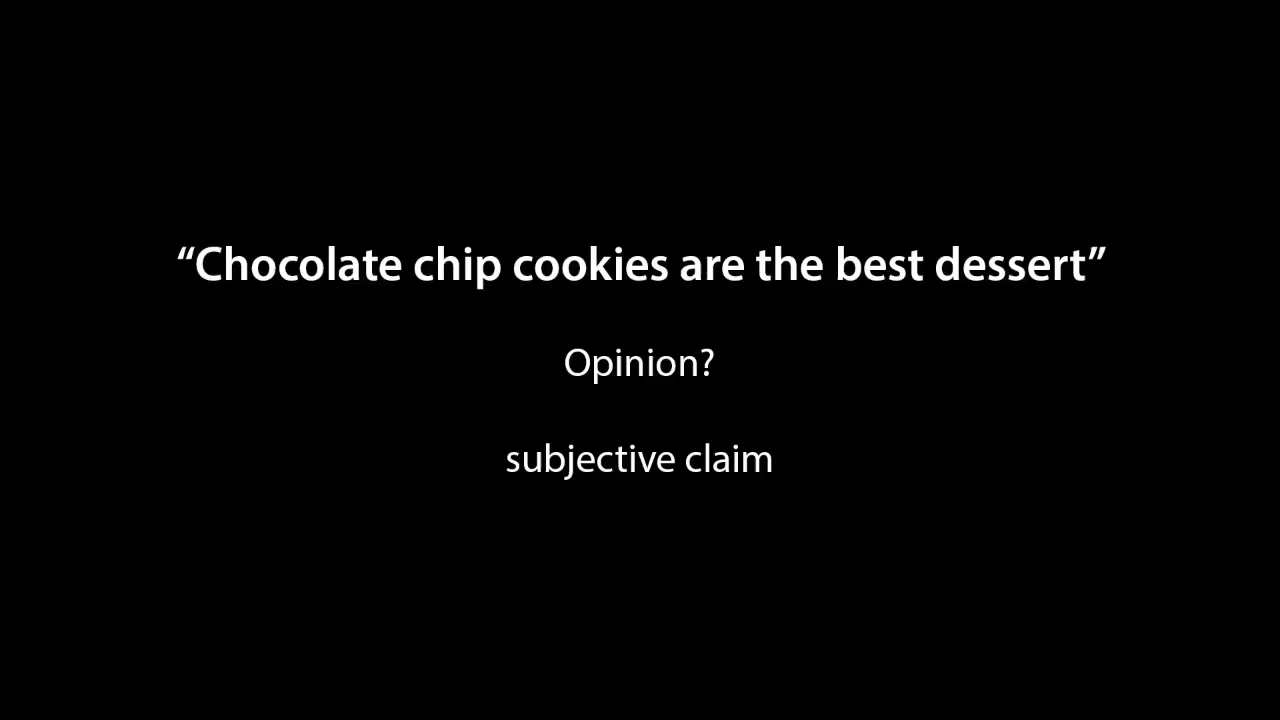 “Chocolate chip cookies are the best dessert”
Opinion?
subjective claim